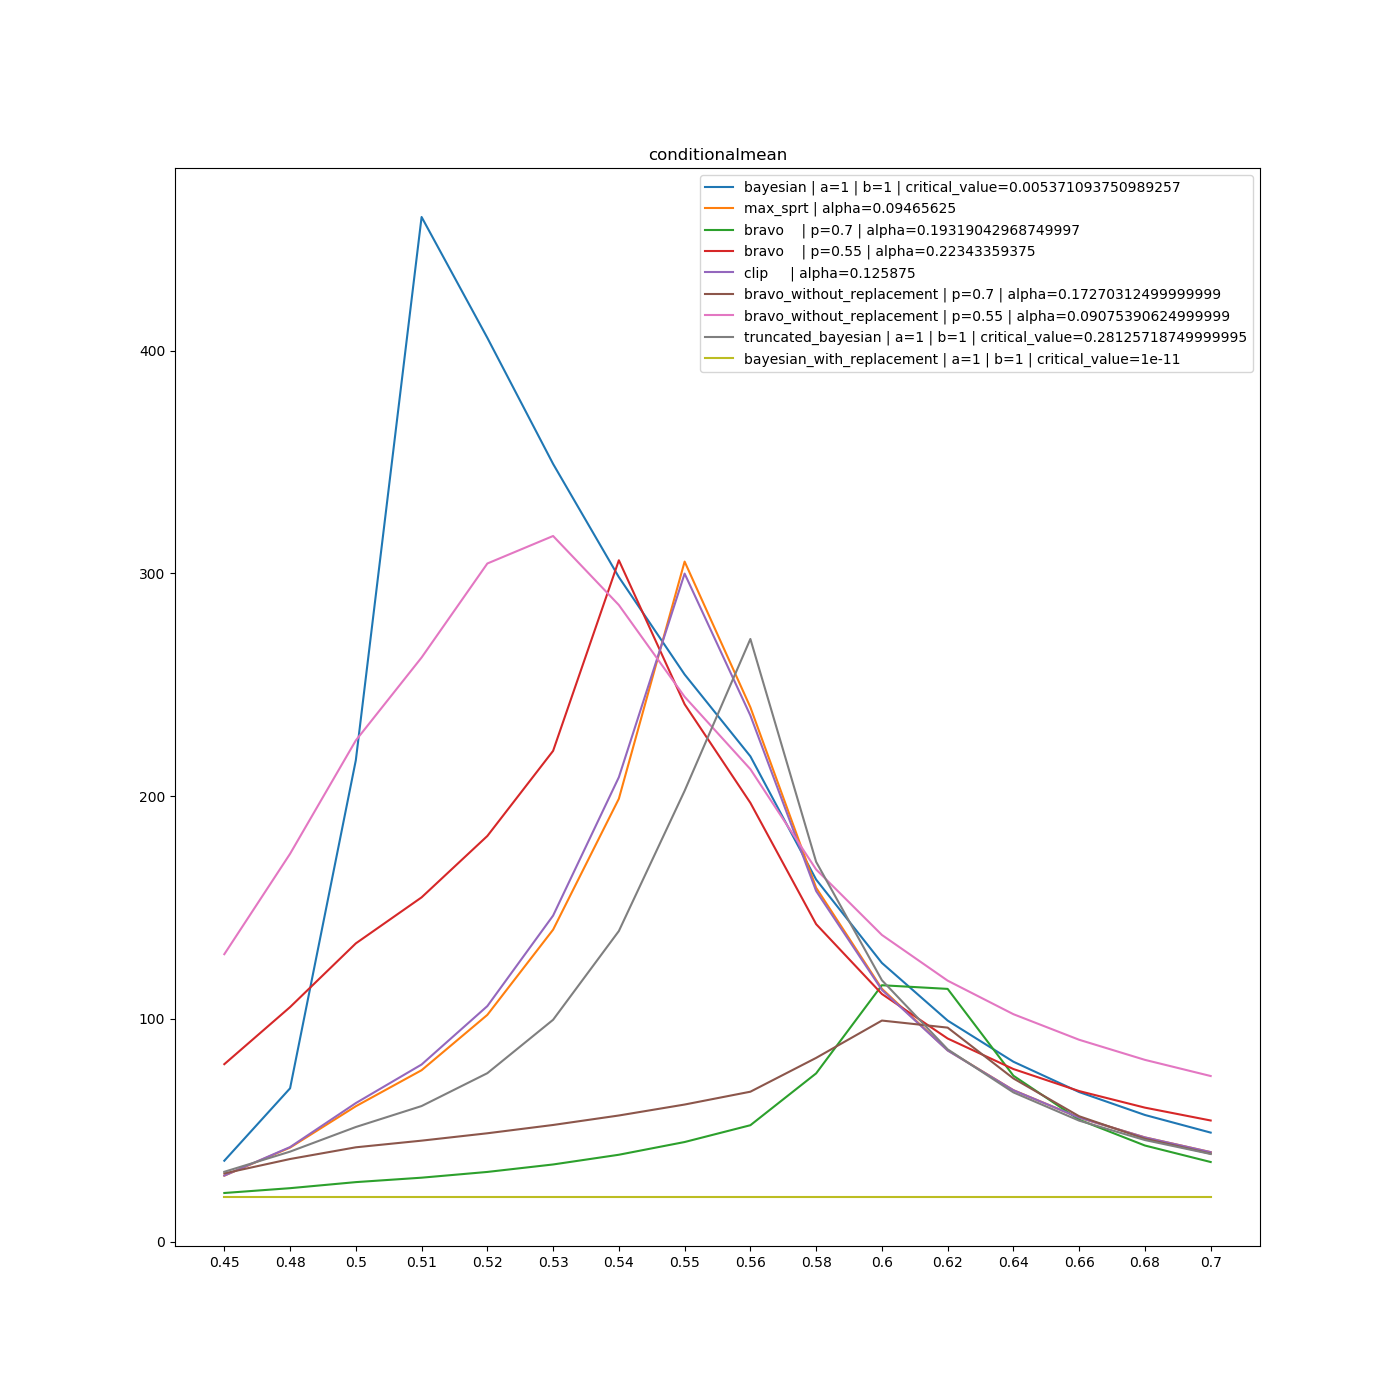 conditionalmean
bayesian | a=1 | b=1 | critical_value=0.005371093750989257
max_sprt | alpha=0.09465625
bravo    | p=0.7 | alpha=0.19319042968749997
bravo    | p=0.55 | alpha=0.22343359375
clip     | alpha=0.125875
bravo_without_replacement | p=0.7 | alpha=0.17270312499999999
bravo_without_replacement | p=0.55 | alpha=0.09075390624999999
truncated_bayesian | a=1 | b=1 | critical_value=0.28125718749999995
bayesian_with_replacement | a=1 | b=1 | critical_value=1e-11
400
300
200
100
0
0.45 0.48 0.5 0.51 0.52 0.53 0.54 0.55 0.56 0.58 0.6 0.62 0.64 0.66 0.68 0.7